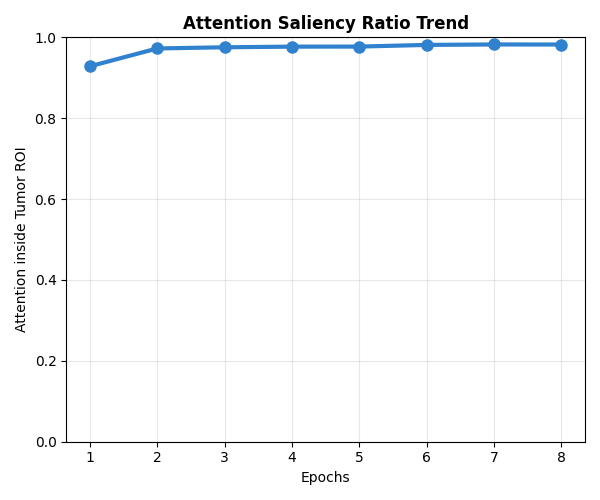 Attention Saliency Ratio Trend
Attention inside Tumor ROI
1.0
0.8
0.6
0.4
0.2
0.0
1 2 3 4 5 6 7 8
Epochs